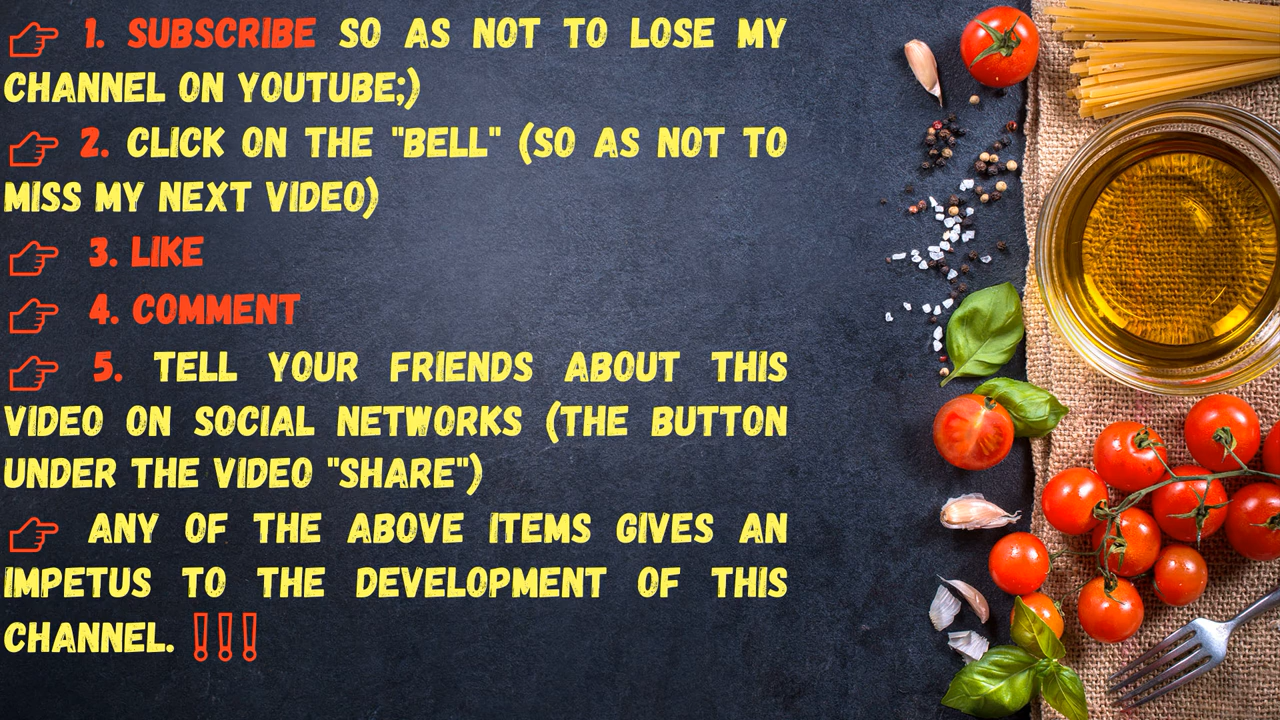 👉 1. SUBSCRIBE SO AS NOT TO LOSE MY
CHANNEL ON YOUTUBE;)
👉 2. CLICK ON THE "BELL" (SO AS NOT TO
MISS MY NEXT VIDEO)
👉 3. LIKE
👉 4. COMMENT
👉 5. TELL YOUR FRIENDS ABOUT THIS
VIDEO ON SOCIAL NETWORKS (THE BUTTON
UNDER THE VIDEO "SHARE")
👉 ANY OF THE ABOVE ITEMS GIVES AN
IMPETUS TO THE DEVELOPMENT OF THIS
CHANNEL. ❗❗❗